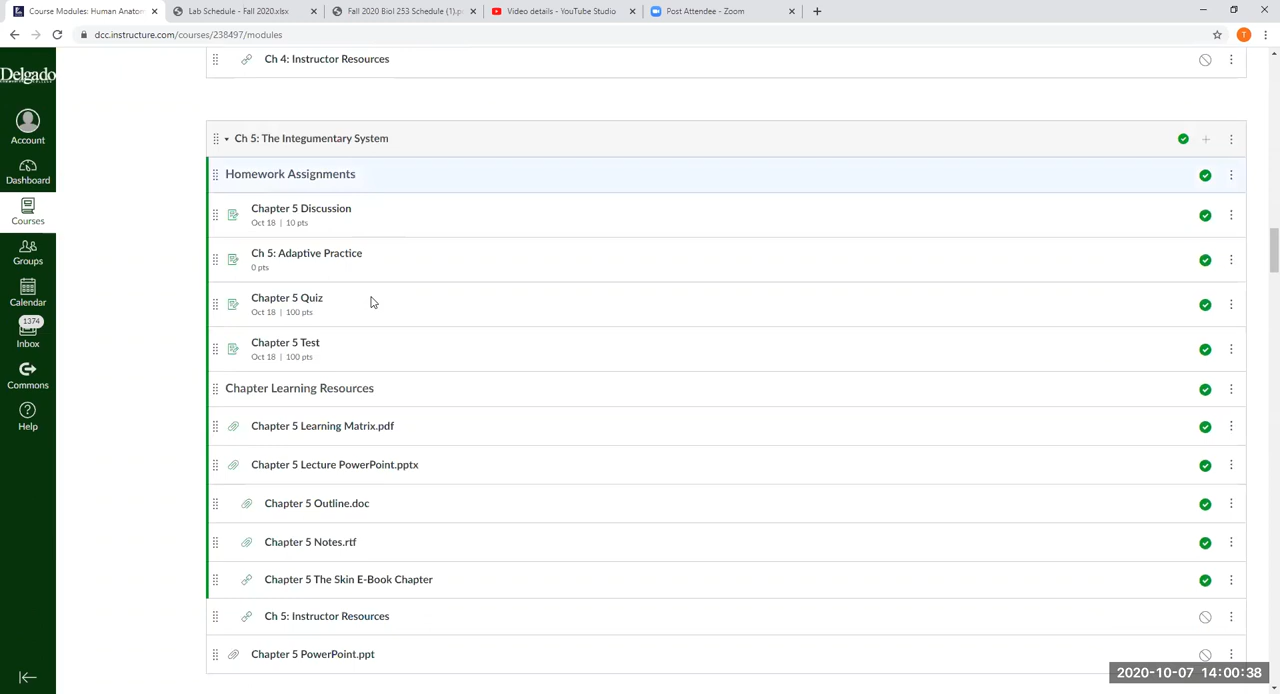 Course Modules: Human Anatom
Lab Schedule - Fall 2020.xlsx
Fall 2020 Biol 253 Schedule (1).p
Video details - YouTube Studio
Post Attendee - Zoom
dcc.instructure.com/courses/238497/modules
T
Delgado
Account
Dashboard
Courses
Groups
Calendar
1374
Inbox
Commons
Help
Ch 4: Instructor Resources
Ch 5: The Integumentary System
Homework Assignments
Chapter 5 Discussion
Oct 18 | 10 pts
Ch 5: Adaptive Practice
0 pts
Chapter 5 Quiz
Oct 18 | 100 pts
Chapter 5 Test
Oct 18 | 100 pts
Chapter Learning Resources
Chapter 5 Learning Matrix.pdf
Chapter 5 Lecture PowerPoint.pptx
Chapter 5 Outline.doc
Chapter 5 Notes.rtf
Chapter 5 The Skin E-Book Chapter
Ch 5: Instructor Resources
Chapter 5 PowerPoint.ppt
2020-10-07 14:00:38